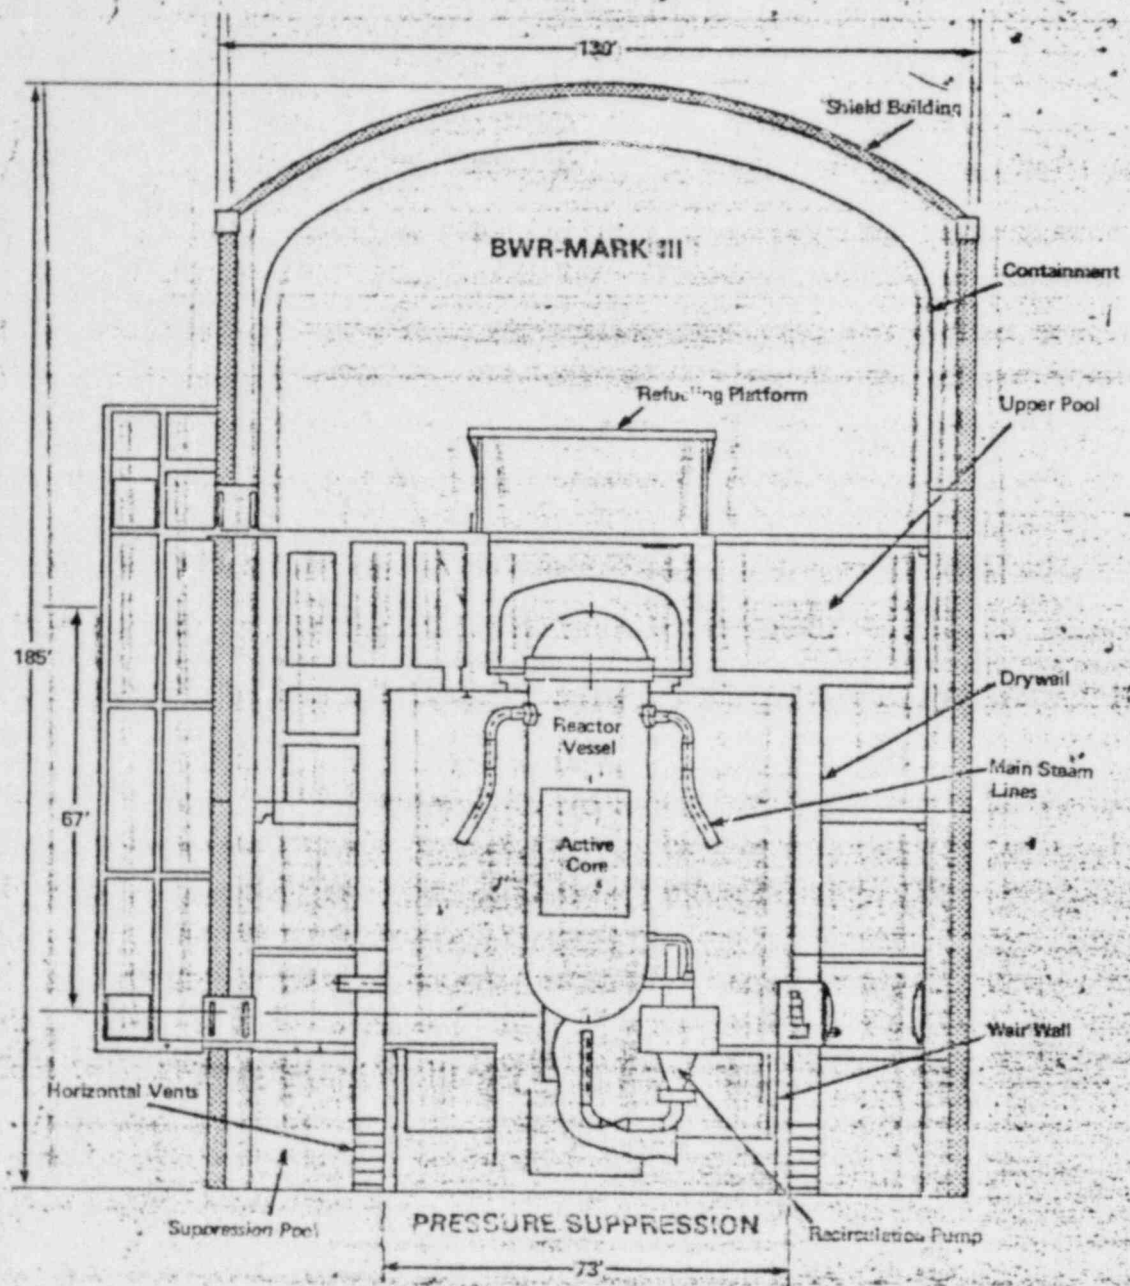 130'
Shield Building
BWR-MARK III
Containment
Refueling Platform
Upper Pool
185'
Drywell
Reactor
Vessel
Main Steam
Lines
67'
Active
Core
Weir Wall
Horizontal Vents
Suppression Pool
PRESSURE SUPPRESSION
Recirculation Pump
73'